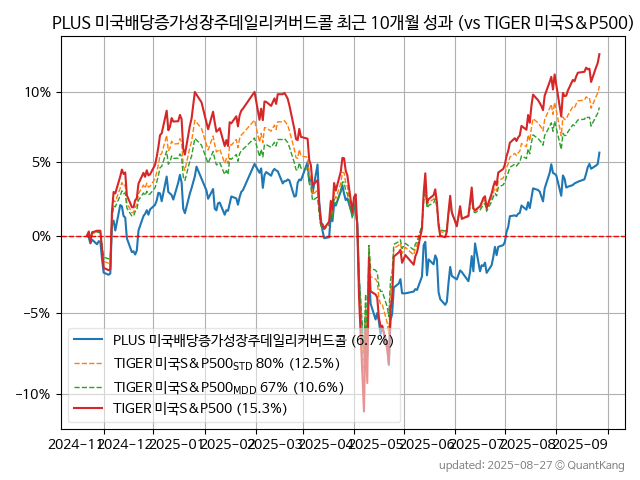 PLUS 미국배당증가성장주데일리커버드콜 최근 10개월 성과 (vs TIGER 미국S&P500)
10%
5%
0%
−5%
−10%
PLUS 미국배당증가성장주데일리커버드콜 (6.7%)
TIGER 미국S&P500STD 80% (12.5%)
TIGER 미국S&P500MDD 67% (10.6%)
TIGER 미국S&P500 (15.3%)
2024-11 2024-12 2025-01 2025-02 2025-03 2025-04 2025-05 2025-06 2025-07 2025-08 2025-09
updated: 2025-08-27 © QuantKang